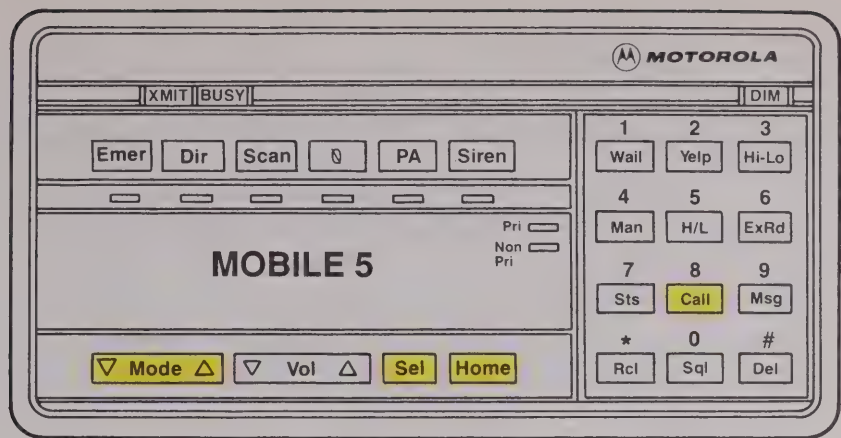 MOTOROLA
XMIT BUSY DIM
Emer Dir Scan PA Siren
Pri
Non
Pri
MOBILE 5
Mode Vol Sel Home
1 2 3
Wail Yelp Hi-Lo
4 5 6
Man H/L ExRd
7 8 9
Sts Call Msg
* 0 #
Rcl Sql Del